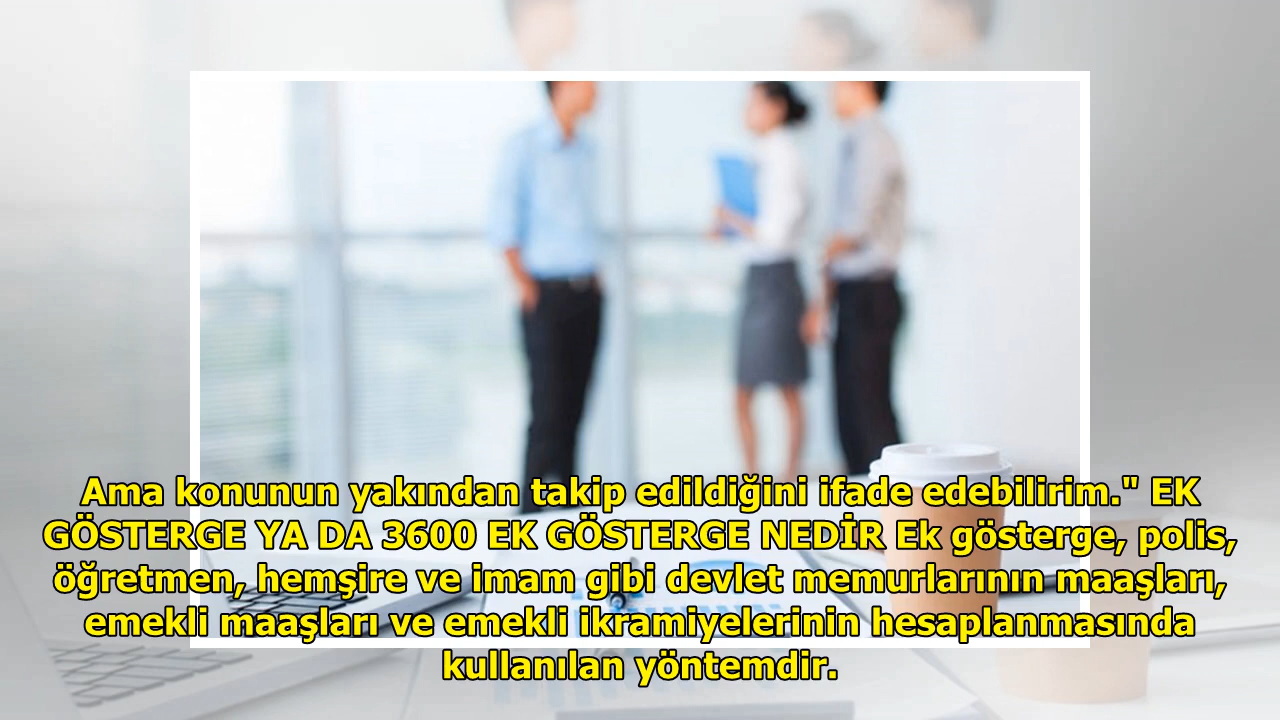 Ama konunun yakından takip edildiğini ifade edebilirim." EK
GÖSTERGE YA DA 3600 EK GÖSTERGE NEDİR Ek gösterge, polis,
öğretmen, hemşire ve imam gibi devlet memurlarının maaşları,
emekli maaşları ve emekli ikramiyelerinin hesaplanmasında
kullanılan yöntemdir.